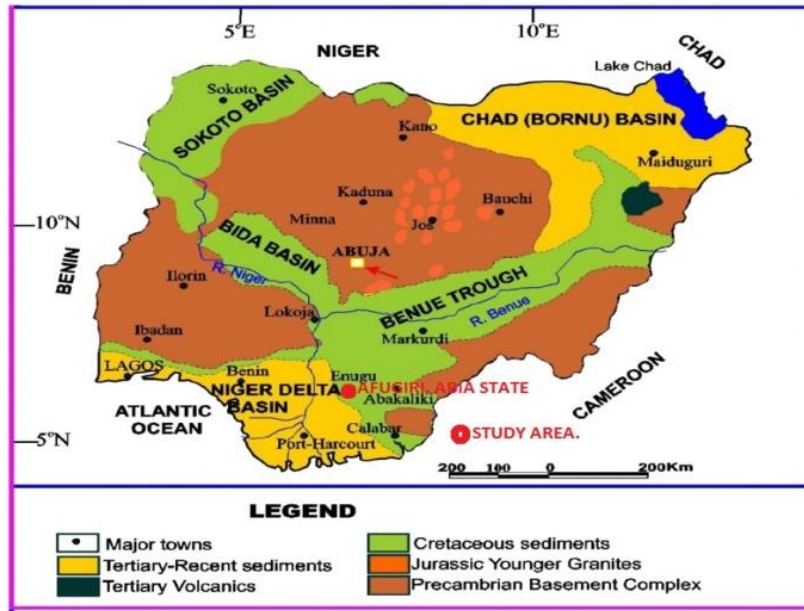 5°E
10°E
NIGER
CHAD
Lake Chad
Sokoto
SOKOTO BASIN
Kano
CHAD (BORNU) BASIN
Maiduguri
Kaduna
Bauchi
Minna
Jos
10°N
BIDA BASIN
ABUJA
BENIN
Ilorin
R. Niger
BENUE TROUGH
R. Benue
Lokoja
Markurdi
Ibadan
LAGOS
Benin
Enugu
NIGER DELTA
BASIN
AFUGIRI, ABIA STATE
Abakaliki
CAMEROON
ATLANTIC
OCEAN
Calabar
STUDY AREA.
5°N
Port-Harcourt
200 100 0 200Km
LEGEND
Major towns
Cretaceous sediments
Tertiary-Recent sediments
Jurassic Younger Granites
Tertiary Volcanics
Precambrian Basement Complex